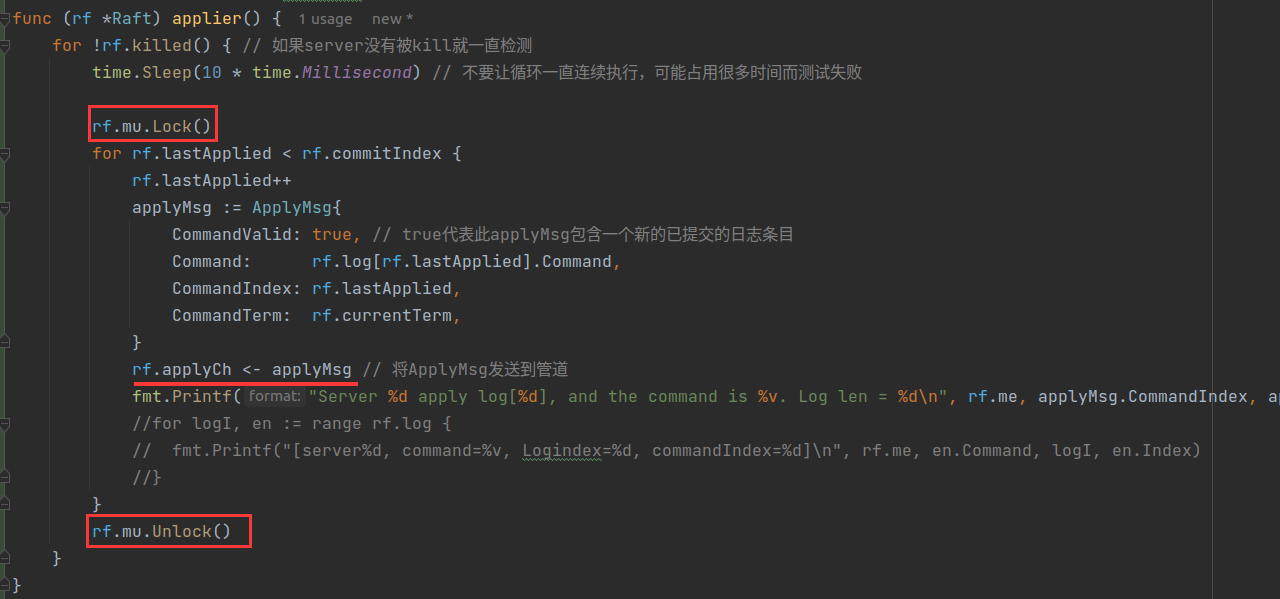 func (rf *Raft) applier() { 1 usage new *
for !rf.killed() { // 如果server没有被kill就一直检测
time.Sleep(10 * time.Millisecond) // 不要让循环一直连续执行，可能占用很多时间而测试失败
rf.mu.Lock()
for rf.lastApplied < rf.commitIndex {
rf.lastApplied++
applyMsg := ApplyMsg{
CommandValid: true, // true代表此applyMsg包含一个新的已提交的日志条目
Command: rf.log[rf.lastApplied].Command,
CommandIndex: rf.lastApplied,
CommandTerm: rf.currentTerm,
}
rf.applyCh <- applyMsg // 将ApplyMsg发送到管道
fmt.Printf( format: "Server %d apply log[%d], and the command is %v. Log len = %d\n", rf.me, applyMsg.CommandIndex,
//for logI, en := range rf.log {
// fmt.Printf("[server%d, command=%v, Logindex=%d, commandIndex=%d]\n", rf.me, en.Command, logI, en.Index)
//}
}
rf.mu.Unlock()
}
}